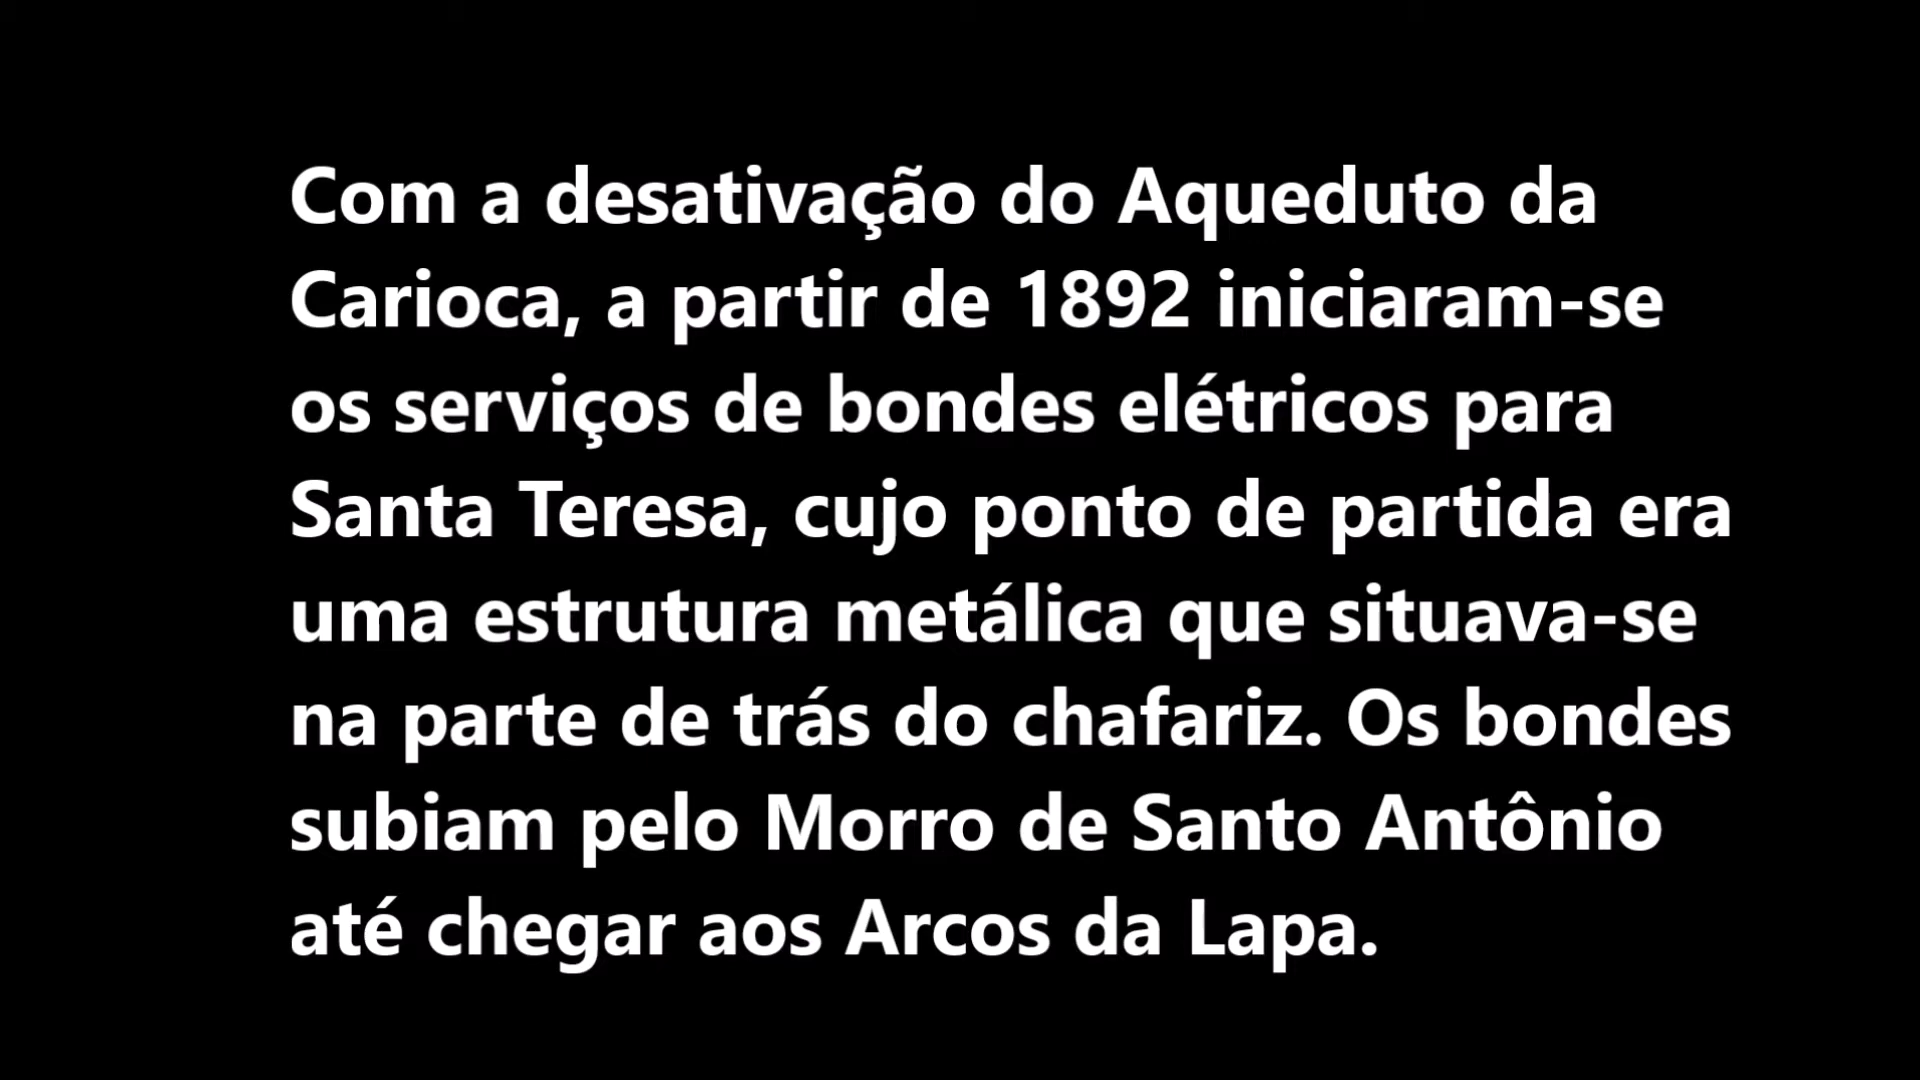 Com a desativação do Aqueduto da
Carioca, a partir de 1892 iniciaram-se
os serviços de bondes elétricos para
Santa Teresa, cujo ponto de partida era
uma estrutura metálica que situava-se
na parte de trás do chafariz. Os bondes
subiam pelo Morro de Santo Antônio
até chegar aos Arcos da Lapa.